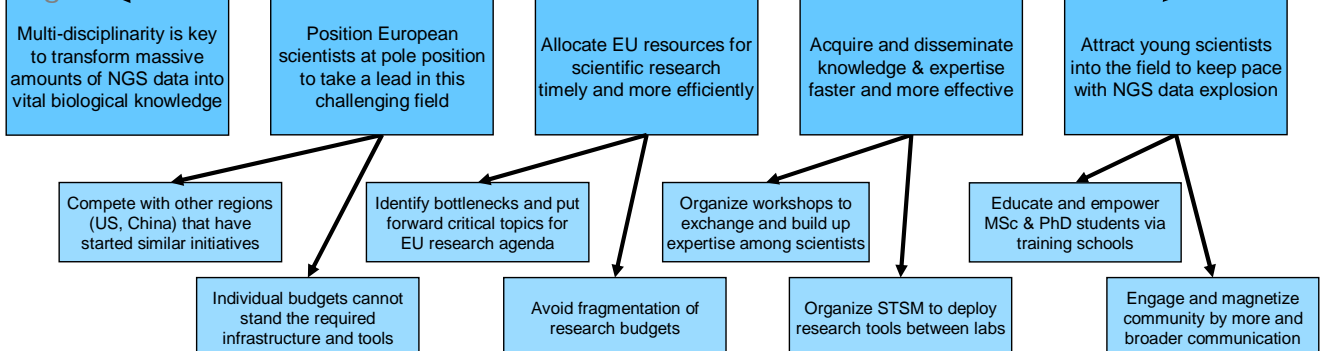 Multi-disciplinarity is key
to transform massive
amounts of NGS data into
vital biological knowledge
Position European
scientists at pole position
to take a lead in this
challenging field
Allocate EU resources for
scientific research
timely and more efficiently
Acquire and disseminate
knowledge & expertise
faster and more effective
Attract young scientists
into the field to keep pace
with NGS data explosion
Compete with other regions
(US, China) that have
started similar initiatives
Identify bottlenecks and put
forward critical topics for
EU research agenda
Organize workshops to
exchange and build up
expertise among scientists
Educate and empower
MSc & PhD students via
training schools
Individual budgets cannot
stand the required
infrastructure and tools
Avoid fragmentation of
research budgets
Organize STSM to deploy
research tools between labs
Engage and magnetize
community by more and
broader communication